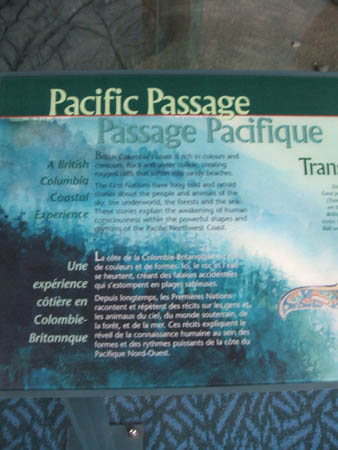 Pacific Passage
Passage Pacifique
A British
Columbia
Coastal
Experience
British Columbia's coast is rich in colours and
contours. Rock and water collide, creating
rugged cliffs that soften into sandy beaches.
The First Nations have long told and retold
stories about the people and animals of the
sky, the underworld, the forests and the sea.
These stories explain the awakening of human
consciousness within the powerful shapes and
rhythms of the Pacific Northwest Coast.
Tran
Une
expérience
côtière en
Colombie-
Britannnque
La côte de la Colombie-Britannique
de couleurs et de formes. Ici, le roc et l'eau
se heurtent, créant des falaises accidentées
qui s'estompent en plages sableuses.
Depuis longtemps, les Premières Nations
racontent et répètent des récits sur les gens et
les animaux du ciel, du monde souterrain, de
la forêt, et de la mer. Ces récits expliquent le
réveil de la connaissance humaine au sein des
formes et des rythmes puissants de la côte du
Pacifique Nord-Ouest.